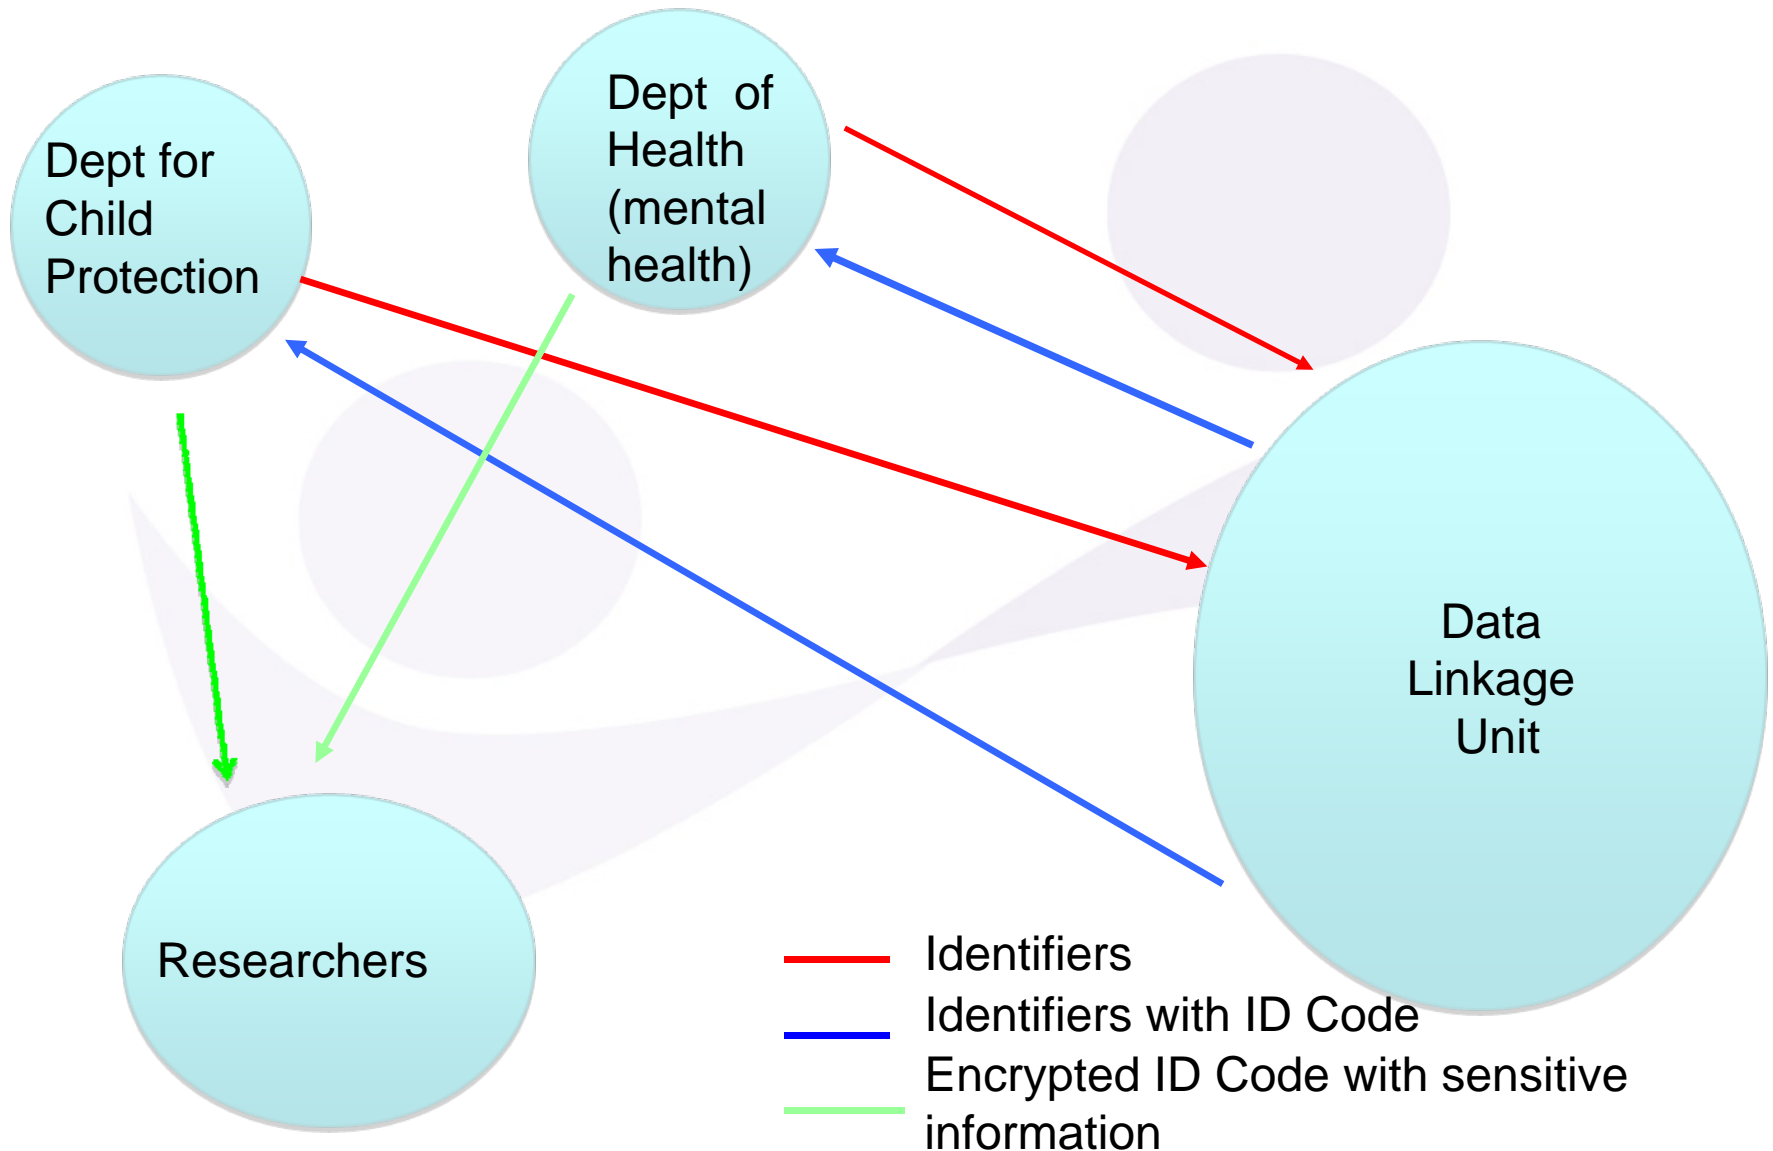 Dept for
Child
Protection
Dept of
Health
(mental
health)
Data
Linkage
Unit
Researchers
Identifiers
Identifiers with ID Code
Encrypted ID Code with sensitive
information